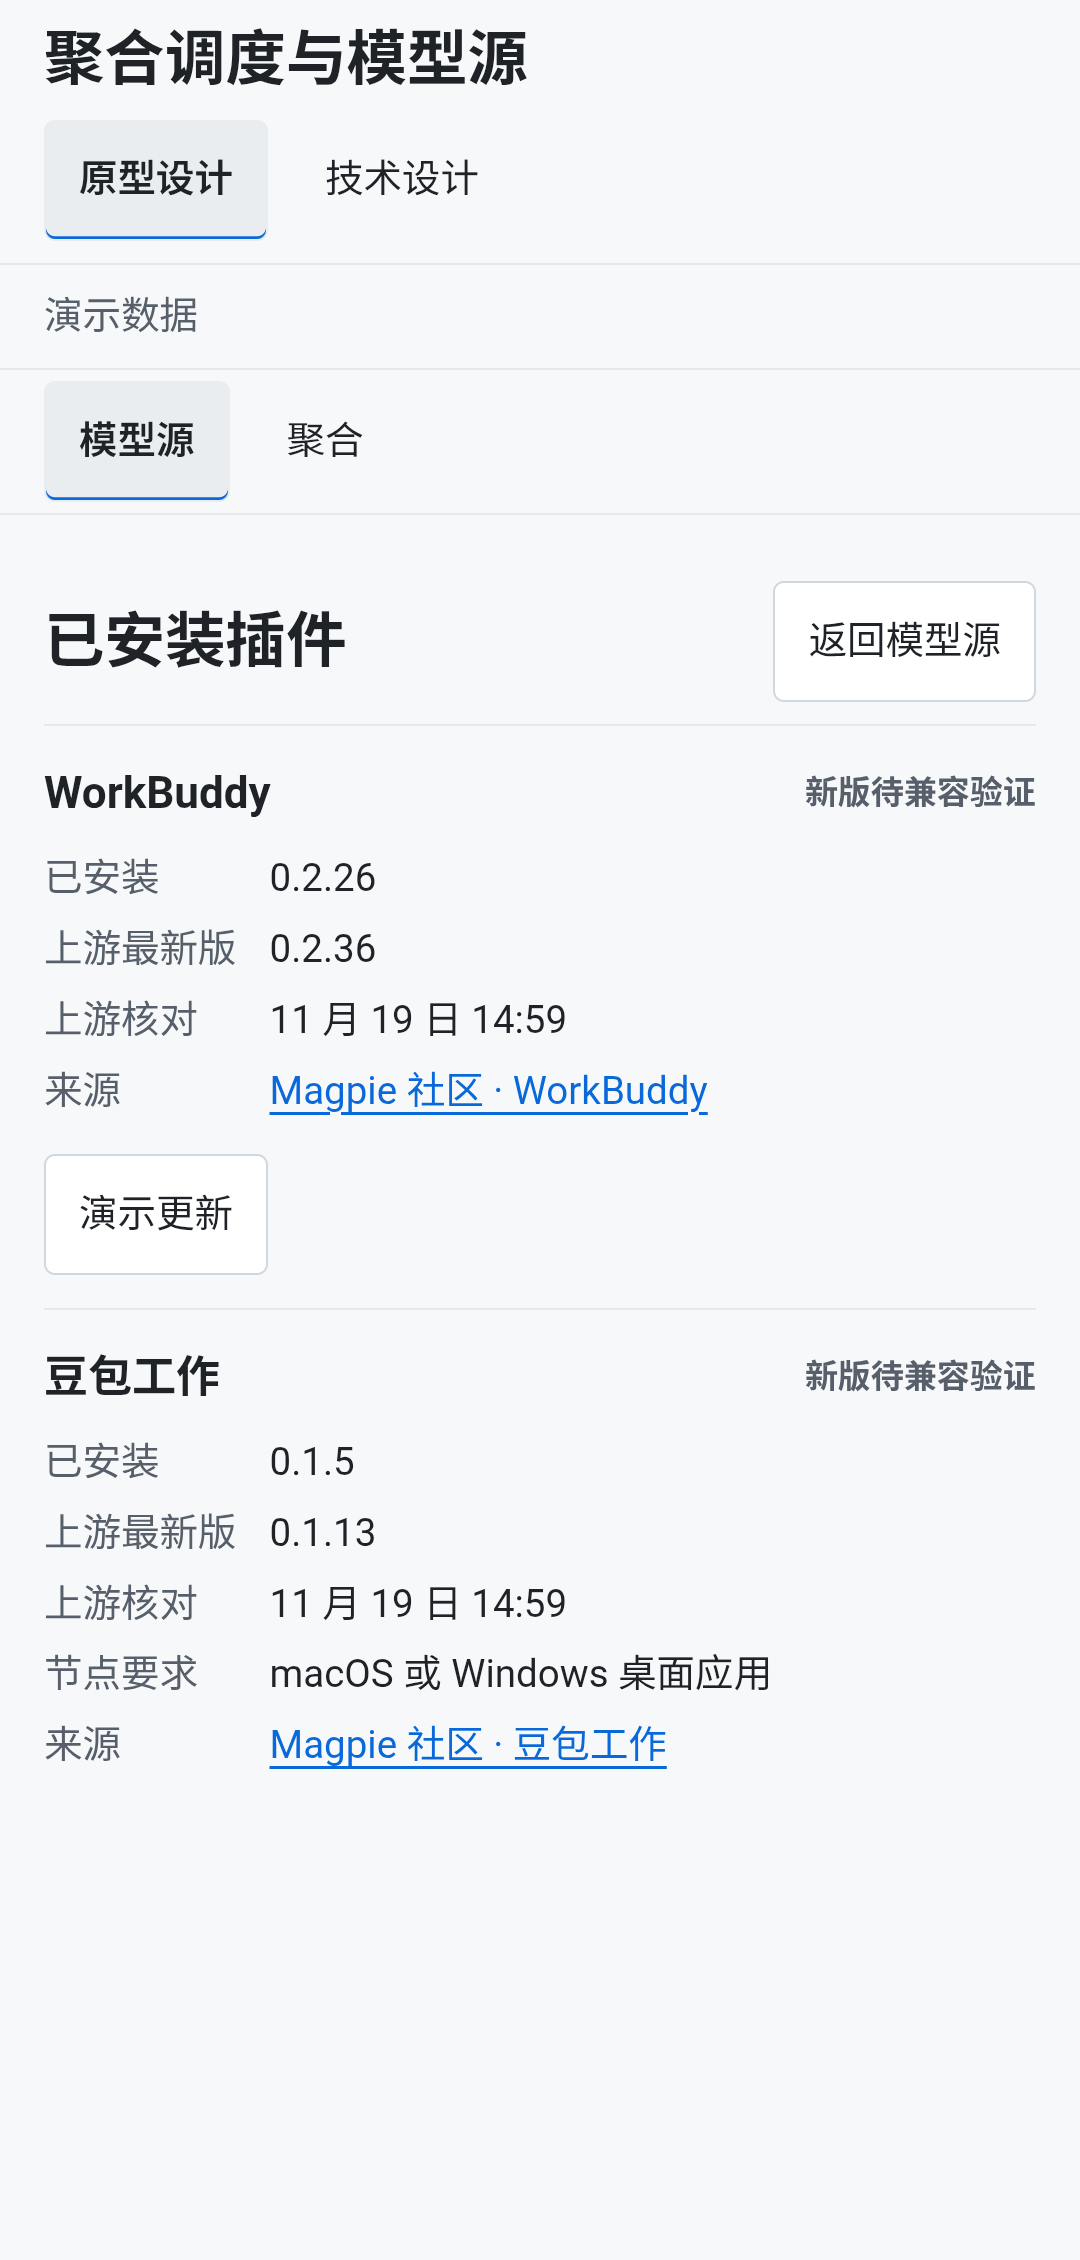 聚合调度与模型源
原型设计 技术设计
演示数据
模型源 聚合
已安装插件 返回模型源
WorkBuddy 新版待兼容验证
已安装 0.2.26
上游最新版 0.2.36
上游核对 11 月 19 日 14:59
来源 Magpie 社区 · WorkBuddy
演示更新
豆包工作 新版待兼容验证
已安装 0.1.5
上游最新版 0.1.13
上游核对 11 月 19 日 14:59
节点要求 macOS 或 Windows 桌面应用
来源 Magpie 社区 · 豆包工作